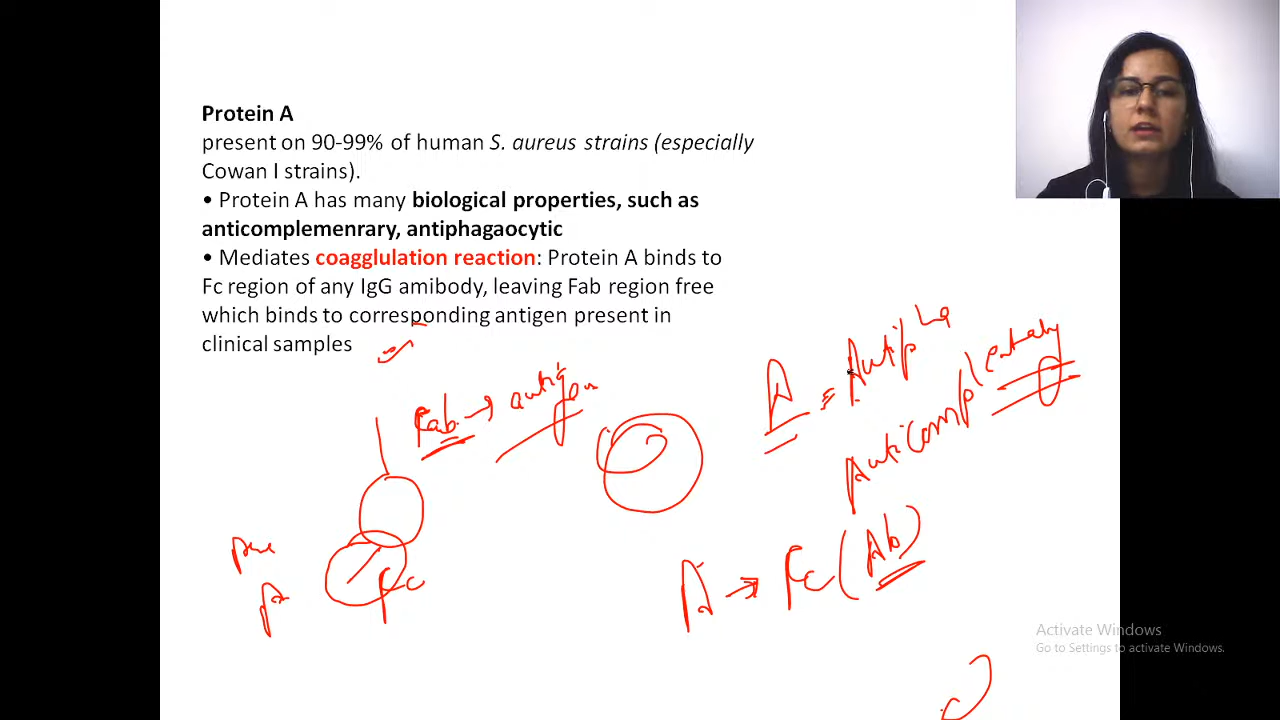 Protein A
present on 90-99% of human S. aureus strains (especially
Cowan I strains).
• Protein A has many biological properties, such as
anticomplemenrary, antiphagaocytic
• Mediates coagglulation reaction: Protein A binds to
Fc region of any IgG amibody, leaving Fab region free
which binds to corresponding antigen present in
clinical samples
Fab →
A =
A → Fc (Ab)
Fc
Activate Windows
Go to Settings to activate Windows.